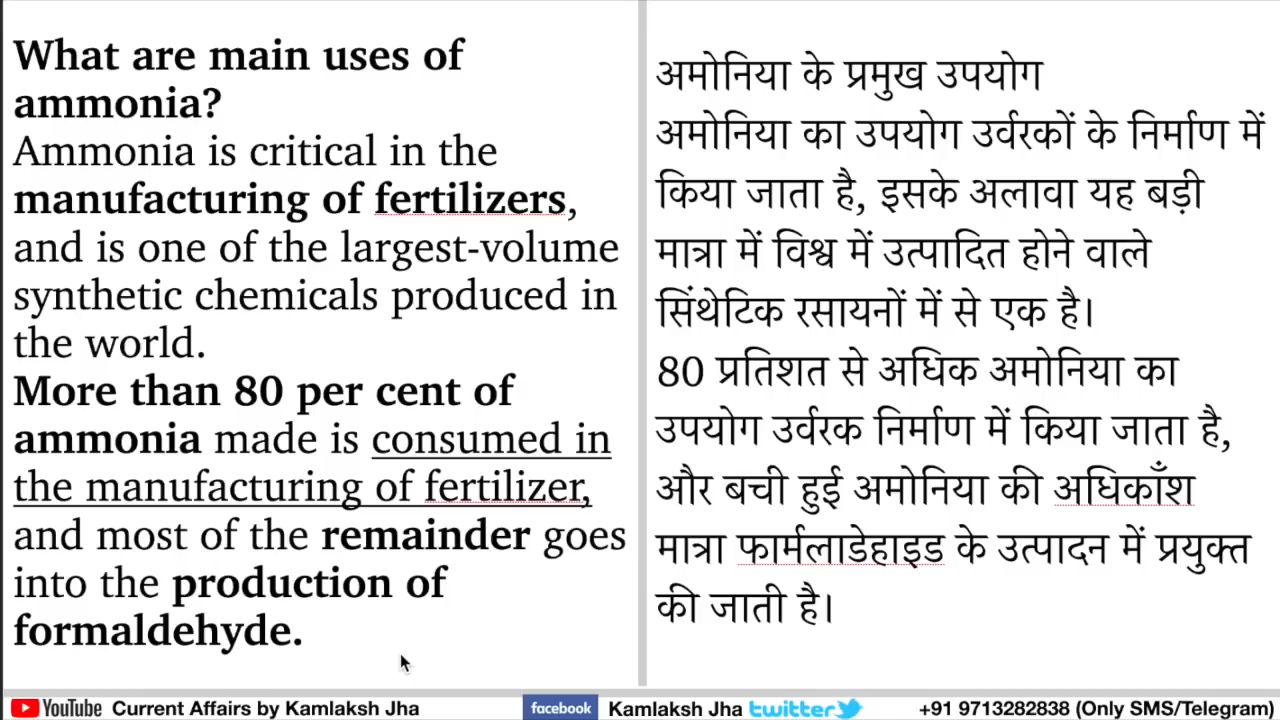 What are main uses of
ammonia?
Ammonia is critical in the
manufacturing of fertilizers,
and is one of the largest-volume
synthetic chemicals produced in
the world.
More than 80 per cent of
ammonia made is consumed in
the manufacturing of fertilizer,
and most of the remainder goes
into the production of
formaldehyde.
अमोनिया के प्रमुख उपयोग
अमोनिया का उपयोग उर्वरकों के निर्माण में
किया जाता है, इसके अलावा यह बड़ी
मात्रा में विश्व में उत्पादित होने वाले
सिंथेटिक रसायनों में से एक है।
80 प्रतिशत से अधिक अमोनिया का
उपयोग उर्वरक निर्माण में किया जाता है,
और बची हुई अमोनिया की अधिकाँश
मात्रा फार्मलाडेहाइड के उत्पादन में प्रयुक्त
की जाती है।
YouTube Current Affairs by Kamlaksh Jha facebook Kamlaksh Jha twitter +91 9713282838 (Only SMS/Telegram)